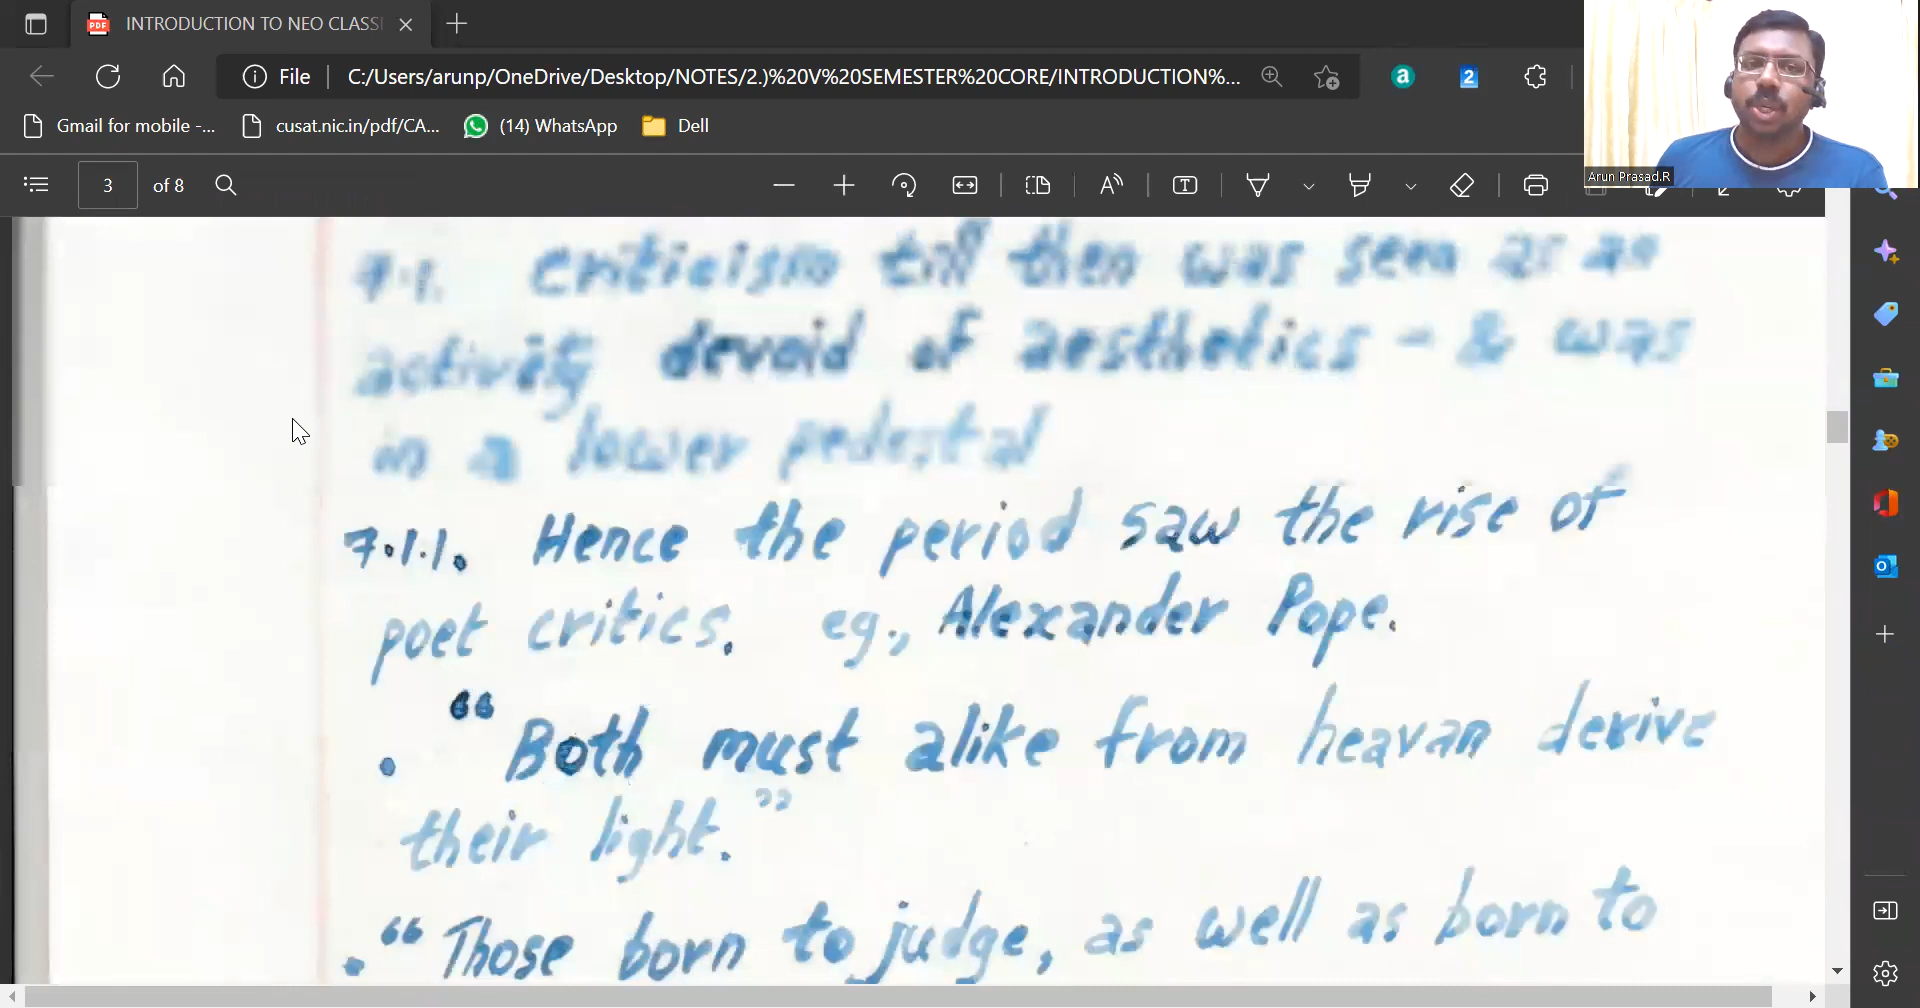 INTRODUCTION TO NEO CLASSI
File C:/Users/arunp/OneDrive/Desktop/NOTES/2.)%20V%20SEMESTER%20CORE/INTRODUCTION%...
Gmail for mobile -... cusat.nic.in/pdf/CA... (14) WhatsApp Dell
3 of 8
Arun Prasad.R
7.1. criticism till then was seen as an
activity devoid of aesthetics - & was
in a lower pedestal
7.1.1. Hence the period saw the rise of
poet critics. eg., Alexander Pope.
• "Both must alike from heavan derive
their light."
• "Those born to judge, as well as born to